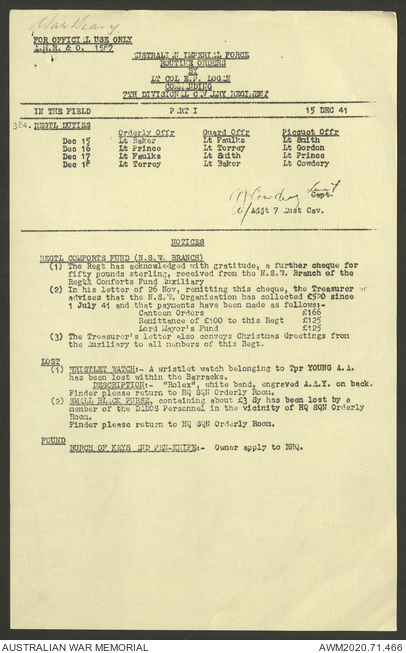 War Diary
FOR OFFICIAL USE ONLY
A.H.R. & O. 1587
AUSTRALIAN IMPERIAL FORCE
ROUTINE ORDERS
BY
LT COL E.F. LOGAN
COMMANDING
7TH DIVISIONAL CAVALRY REGIMENT
IN THE FIELD PART I 15 DEC 41
384. REGTL DUTIES
Orderly Offr Guard Offr Picquet Offr
Dec 15 Lt Baker Lt Faulks Lt Smith
Dec 16 Lt Prince Lt Torrey Lt Gordon
Dec 17 Lt Faulks Lt Smith Lt Prince
Dec 18 Lt Torrey Lt Baker Lt Cowdery
A Cowdery Lieut
Capt
A/Adjt 7 Aust Cav.
NOTICES
REGTL COMFORTS FUND (N.S.W. BRANCH)
(1) The Regt has acknowledged with gratitude, a further cheque for
fifty pounds sterling, received from the N.S.W. Branch of the
Regtl Comforts Fund Auxiliary
(2) In his letter of 26 Nov, remitting this cheque, the Treasurer
advises that the N.S.W. Organisation has collected £520 since
1 July 41 and that payments have been made as follows:-
Canteen Orders £166
Remittance of £100 to this Regt £125
Lord Mayor's Fund £125
(3) The Treasurer's letter also conveys Christmas Greetings from
the Auxiliary to all numbers of this Regt.
LOST
(1) WRISTLET WATCH:- A wristlet watch belonging to Tpr YOUNG A.A.
has been lost within the Barracks.
DESCRIPTION:- "Rolex", white band, engraved A.A.Y. on back.
Finder please return to HQ SQN Orderly Room.
(2) SMALL BLACK PURSE, containing about £3 Sy has been lost by a
member of the DADOS Personnel in the vicinity of HQ SQN Orderly
Room.
Finder please return to HQ SQN Orderly Room.
FOUND
BUNCH OF KEYS AND PEN-KNIFE:- Owner apply to RHQ.
AUSTRALIAN WAR MEMORIAL AWM2020.71.466